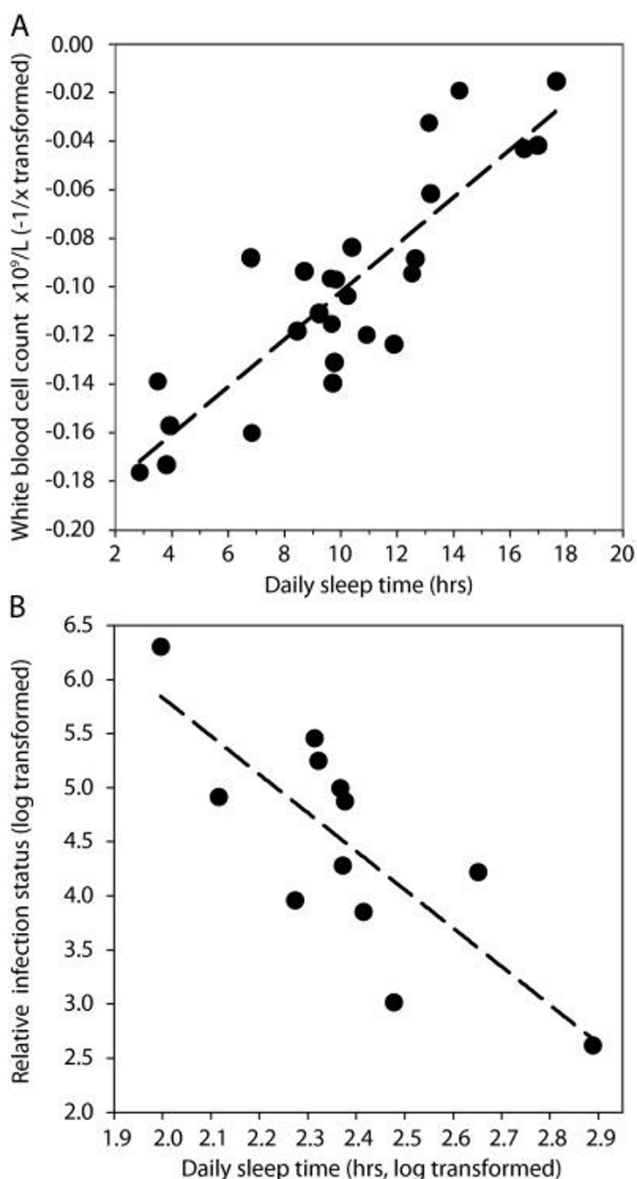 A
White blood cell count x10⁹/L (-1/x transformed)
0.00
-0.02
-0.04
-0.06
-0.08
-0.10
-0.12
-0.14
-0.16
-0.18
-0.20
2 4 6 8 10 12 14 16 18 20
Daily sleep time (hrs)
B
Relative infection status (log transformed)
6.5
6.0
5.5
5.0
4.5
4.0
3.5
3.0
2.5
2.0
1.9 2.0 2.1 2.2 2.3 2.4 2.5 2.6 2.7 2.8 2.9
Daily sleep time (hrs, log transformed)